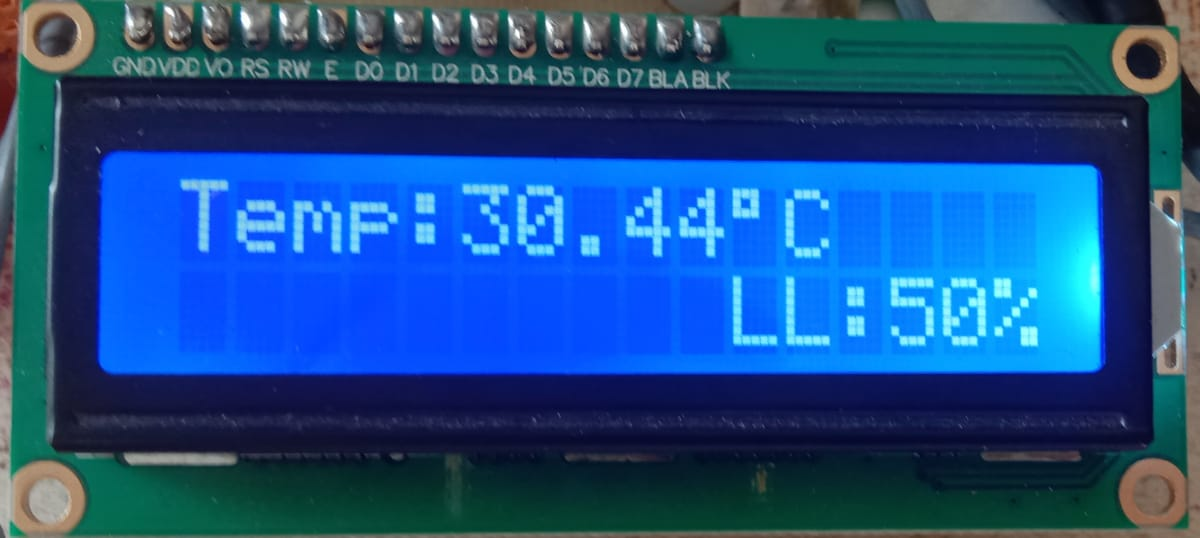 GND VDD VO RS RW E D0 D1 D2 D3 D4 D5 D6 D7 BLA BLK
Temp:30.44°C
LL:50%